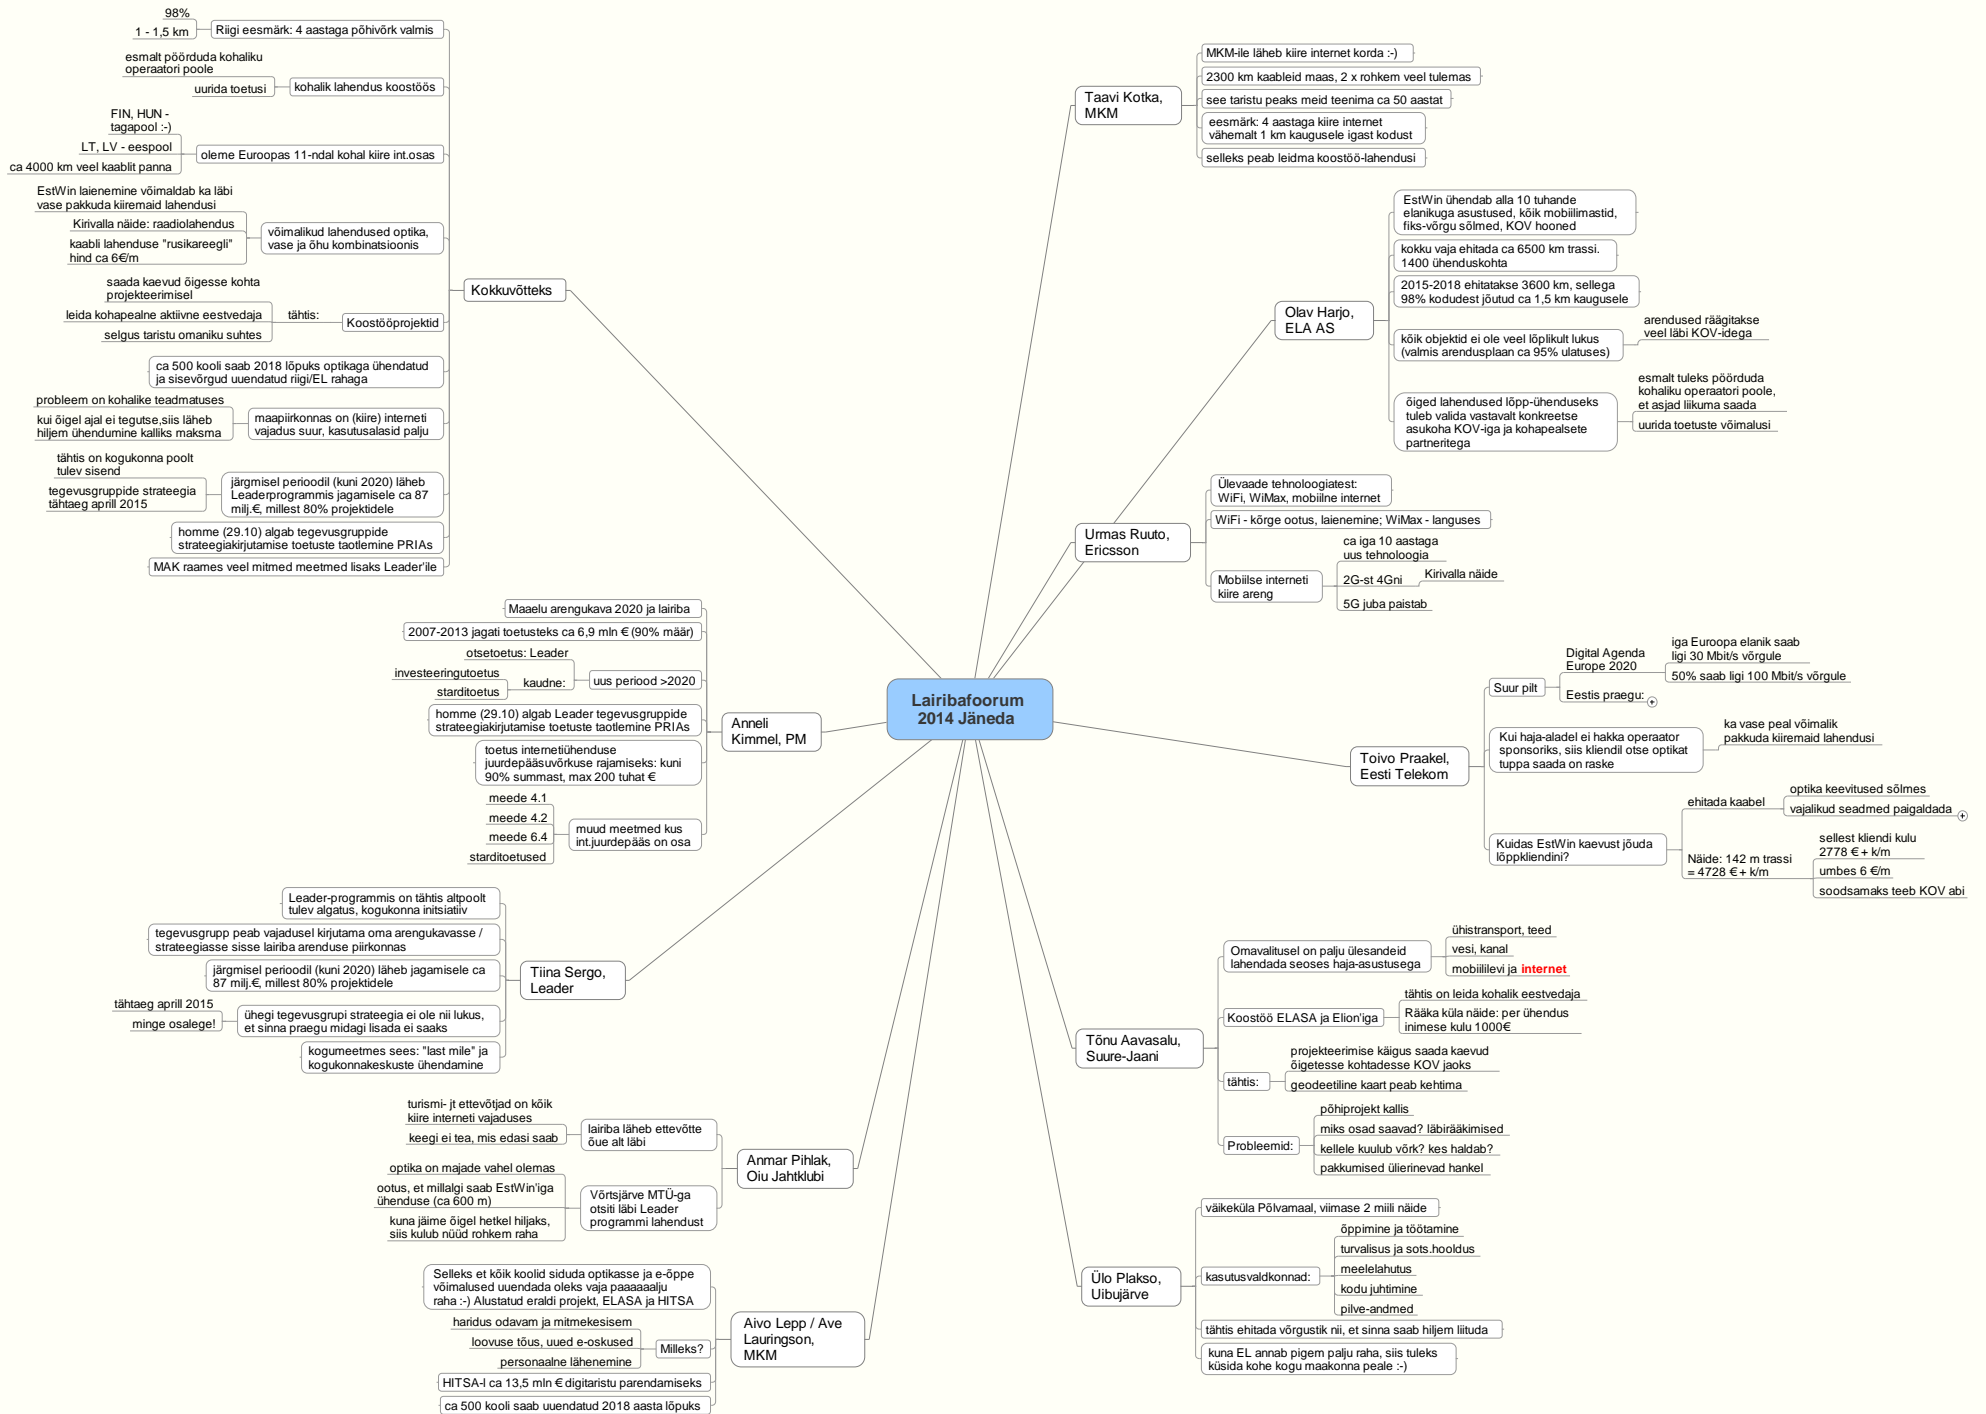 Lairibafoorum
2014 Jäneda
Taavi Kotka,
MKM
MKM-ile läheb kiire internet korda :-)
2300 km kaableid maas, 2 x rohkem veel tulemas
see taristu peaks meid teenima ca 50 aastat
eesmärk: 4 aastaga kiire internet
vähemalt 1 km kaugusele igast kodust
selleks peab leidma koostöö-lahendusi
Olav Harjo,
ELA AS
EstWin ühendab alla 10 tuhande
elanikuga asustused, kõik mobiilimastid,
fiks-võrgu sõlmed, KOV hooned
kokku vaja ehitada ca 6500 km trassi.
1400 ühenduskohta
2015-2018 ehitatakse 3600 km, sellega
98% kodudest jõutud ca 1,5 km kaugusele
kõik objektid ei ole veel lõplikult lukus
(valmis arendusplaan ca 95% ulatuses)
arendused räägitakse
veel läbi KOV-idega
õiged lahendused lõpp-ühenduseks
tuleb valida vastavalt konkreetse
asukoha KOV-iga ja kohapealsete
partneritega
esmalt tuleks pöörduda
kohaliku operaatori poole,
et asjad liikuma saada
uurida toetuste võimalusi
Urmas Ruuto,
Ericsson
Ülevaade tehnoloogiatest:
WiFi, WiMax, mobiilne internet
WiFi - kõrge ootus, laienemine; WiMax - languses
Mobiilse interneti
kiire areng
ca iga 10 aastaga
uus tehnoloogia
2G-st 4Gni
Kirivalla näide
5G juba paistab
Toivo Praakel,
Eesti Telekom
Suur pilt
Digital Agenda
Europe 2020
iga Euroopa elanik saab
ligi 30 Mbit/s võrgule
50% saab ligi 100 Mbit/s võrgule
Eestis praegu:
Kui haja-aladel ei hakka operaator
sponsoriks, siis kliendil otse optikat
tuppa saada on raske
ka vase peal võimalik
pakkuda kiiremaid lahendusi
Kuidas EstWin kaevust jõuda
lõppkliendini?
ehitada kaabel
optika keevitused sõlmes
vajalikud seadmed paigaldada
Näide: 142 m trassi
= 4728 € + k/m
sellest kliendi kulu
2778 € + k/m
umbes 6 €/m
soodsamaks teeb KOV abi
Tõnu Aavasalu,
Suure-Jaani
Omavalitusel on palju ülesandeid
lahendada seoses haja-asustusega
ühistransport, teed
vesi, kanal
mobiililevi ja internet
Koostöö ELASA ja Elion'iga
tähtis on leida kohalik eestvedaja
Rääka küla näide: per ühendus
inimese kulu 1000€
tähtis:
projekteerimise käigus saada kaevud
õigetesse kohtadesse KOV jaoks
geodeetiline kaart peab kehtima
Probleemid:
põhiprojekt kallis
miks osad saavad? läbirääkimised
kellele kuulub võrk? kes haldab?
pakkumised ülierinevad hankel
Ülo Plakso,
Uibujärve
väikeküla Põlvamaal, viimase 2 miili näide
kasutusvaldkonnad:
õppimine ja töötamine
turvalisus ja sots.hooldus
meelelahutus
kodu juhtimine
pilve-andmed
tähtis ehitada võrgustik nii, et sinna saab hiljem liituda
kuna EL annab pigem palju raha, siis tuleks
küsida kohe kogu maakonna peale :-)
Kokkuvõtteks
Riigi eesmärk: 4 aastaga põhivõrk valmis
98%
1 - 1,5 km
kohalik lahendus koostöös
esmalt pöörduda kohaliku
operaatori poole
uurida toetusi
oleme Euroopas 11-ndal kohal kiire int.osas
FIN, HUN -
tagapool :-)
LT, LV - eespool
ca 4000 km veel kaablit panna
võimalikud lahendused optika,
vase ja õhu kombinatsioonis
EstWin laienemine võimaldab ka läbi
vase pakkuda kiiremaid lahendusi
Kirivalla näide: raadiolahendus
kaabli lahenduse "rusikareegli"
hind ca 6€/m
Koostööprojektid
tähtis:
saada kaevud õigesse kohta
projekteerimisel
leida kohapealne aktiivne eestvedaja
selgus taristu omaniku suhtes
ca 500 kooli saab 2018 lõpuks optikaga ühendatud
ja sisevõrgud uuendatud riigi/EL rahaga
maapiirkonnas on (kiire) interneti
vajadus suur, kasutusalasid palju
probleem on kohalike teadmatuses
kui õigel ajal ei tegutse,siis läheb
hiljem ühendumine kalliks maksma
järgmisel perioodil (kuni 2020) läheb
Leaderprogrammis jagamisele ca 87
milj.€, millest 80% projektidele
tähtis on kogukonna poolt
tulev sisend
tegevusgruppide strateegia
tähtaeg aprill 2015
homme (29.10) algab tegevusgruppide
strateegiakirjutamise toetuste taotlemine PRIAs
MAK raames veel mitmed meetmed lisaks Leader'ile
Anneli
Kimmel, PM
Maaelu arengukava 2020 ja lairiba
2007-2013 jagati toetusteks ca 6,9 mln € (90% määr)
uus periood >2020
otsetoetus: Leader
kaudne:
investeeringutoetus
starditoetus
homme (29.10) algab Leader tegevusgruppide
strateegiakirjutamise toetuste taotlemine PRIAs
toetus internetiühenduse
juurdepääsuvõrkuse rajamiseks: kuni
90% summast, max 200 tuhat €
muud meetmed kus
int.juurdepääs on osa
meede 4.1
meede 4.2
meede 6.4
starditoetused
Tiina Sergo,
Leader
Leader-programmis on tähtis altpoolt
tulev algatus, kogukonna initsiatiiv
tegevusgrupp peab vajadusel kirjutama oma arengukavasse /
strateegiasse sisse lairiba arenduse piirkonnas
järgmisel perioodil (kuni 2020) läheb jagamisele ca
87 milj.€, millest 80% projektidele
ühegi tegevusgrupi strateegia ei ole nii lukus,
et sinna praegu midagi lisada ei saaks
tähtaeg aprill 2015
minge osalege!
kogumeetmes sees: "last mile" ja
kogukonnakeskuste ühendamine
Anmar Pihlak,
Oiu Jahtklubi
lairiba läheb ettevõtte
õue alt läbi
turismi- jt ettevõtjad on kõik
kiire interneti vajaduses
keegi ei tea, mis edasi saab
Võrtsjärve MTÜ-ga
otsiti läbi Leader
programmi lahendust
optika on majade vahel olemas
ootus, et millalgi saab EstWin'iga
ühenduse (ca 600 m)
kuna jäime õigel hetkel hiljaks,
siis kulub nüüd rohkem raha
Aivo Lepp / Ave
Lauringson,
MKM
Selleks et kõik koolid siduda optikasse ja e-õppe
võimalused uuendada oleks vaja paaaaaalju
raha :-) Alustatud eraldi projekt, ELASA ja HITSA
Milleks?
haridus odavam ja mitmekesisem
loovuse tõus, uued e-oskused
personaalne lähenemine
HITSA-l ca 13,5 mln € digitaristu parendamiseks
ca 500 kooli saab uuendatud 2018 aasta lõpuks